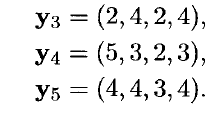 y₃ = (2, 4, 2, 4),
y₄ = (5, 3, 2, 3),
y₅ = (4, 4, 3, 4).